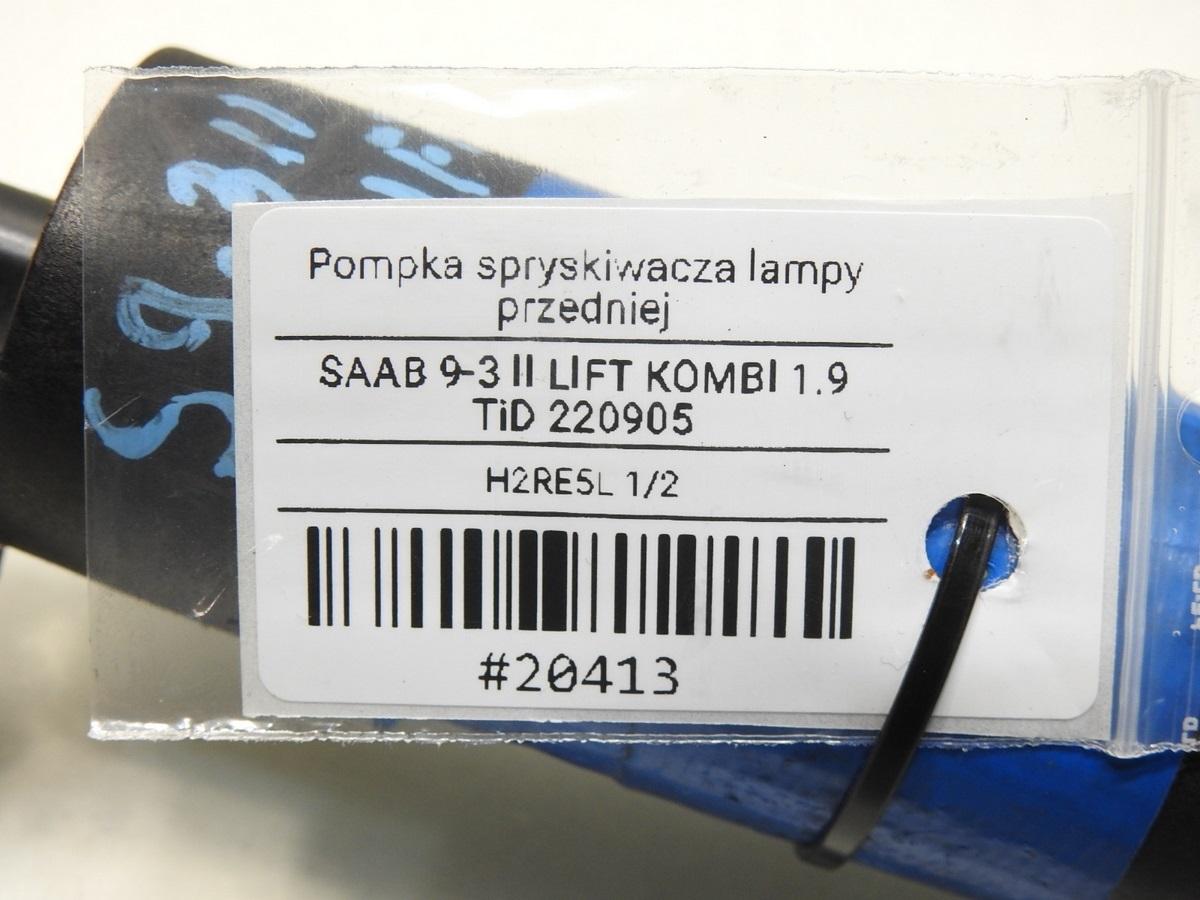 Pompka spryskiwacza lampy
przedniej
SAAB 9-3 II LIFT KOMBI 1.9
TiD 220905
H2RE5L 1/2
#20413